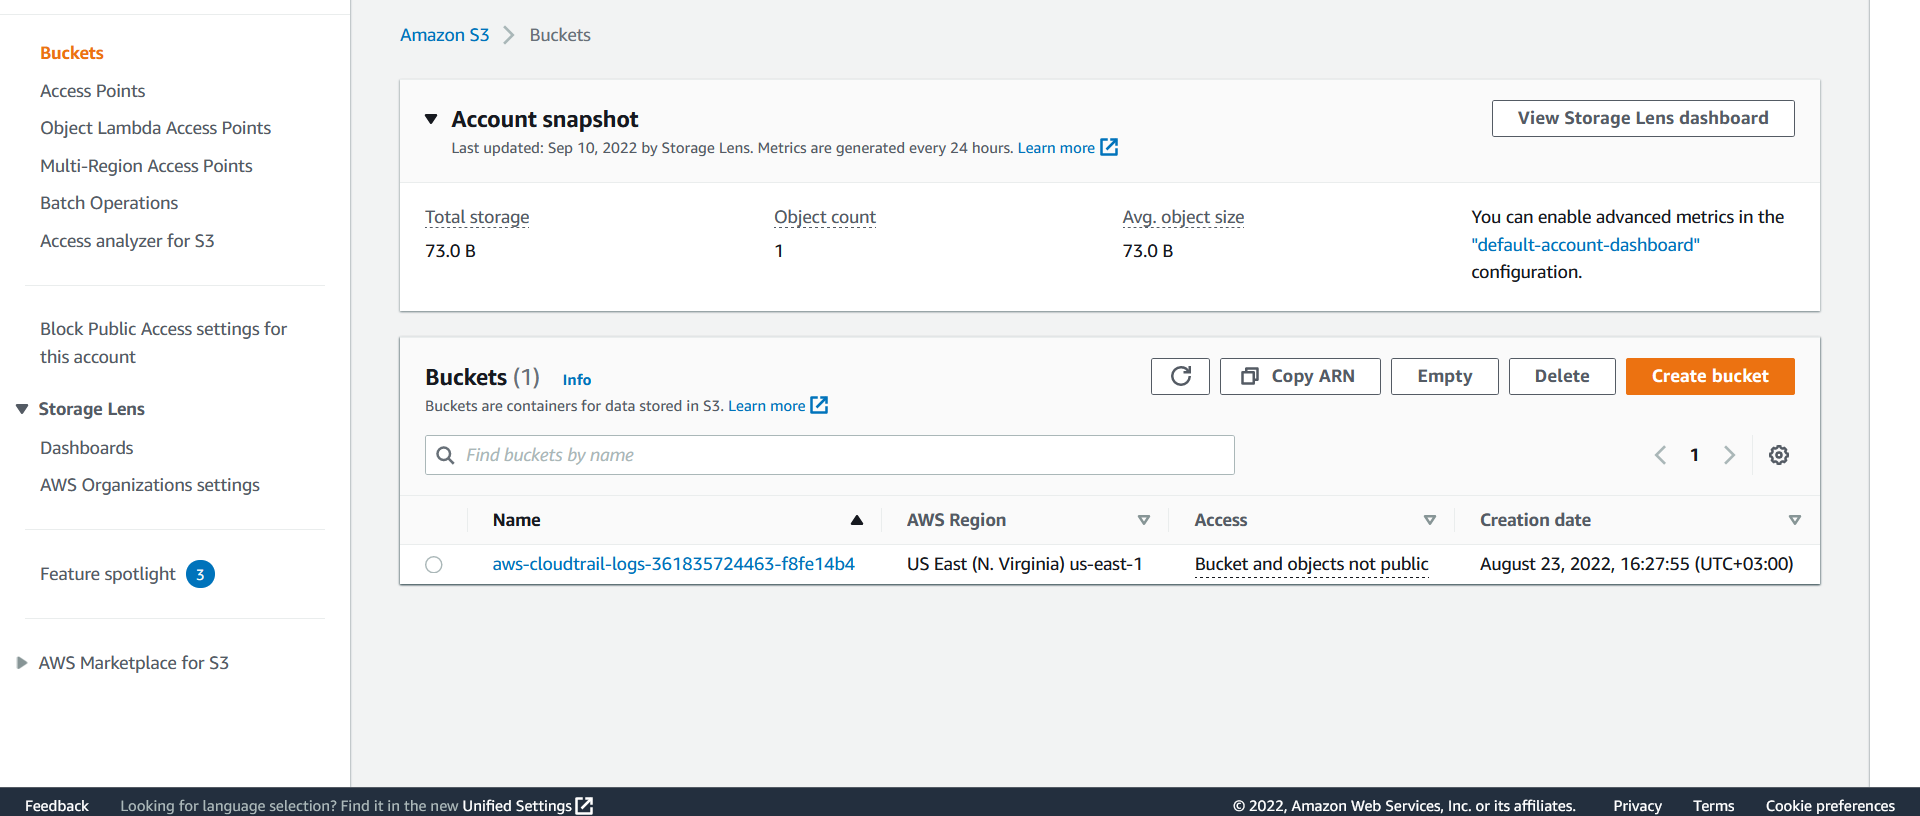 Buckets
Access Points
Object Lambda Access Points
Multi-Region Access Points
Batch Operations
Access analyzer for S3
Block Public Access settings for
this account
Storage Lens
Dashboards
AWS Organizations settings
Feature spotlight 3
AWS Marketplace for S3
Amazon S3 Buckets
Account snapshot
Last updated: Sep 10, 2022 by Storage Lens. Metrics are generated every 24 hours. Learn more
View Storage Lens dashboard
Total storage
73.0 B
Object count
1
Avg. object size
73.0 B
You can enable advanced metrics in the
"default-account-dashboard"
configuration.
Buckets (1) Info
Buckets are containers for data stored in S3. Learn more
Copy ARN Empty Delete Create bucket
Find buckets by name
1
Name AWS Region Access Creation date
aws-cloudtrail-logs-361835724463-f8fe14b4 US East (N. Virginia) us-east-1 Bucket and objects not public August 23, 2022, 16:27:55 (UTC+03:00)
Feedback Looking for language selection? Find it in the new Unified Settings © 2022, Amazon Web Services, Inc. or its affiliates. Privacy Terms Cookie preferences